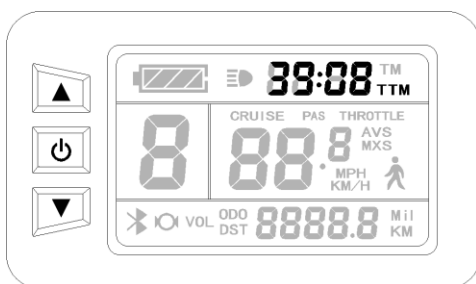 39:08 TM
TTM
CRUISE PAS THROTTLE
8 88.8 AVS
MXS
MPH
KM/H
VOL ODO
DST 8888.8 Mil
KM